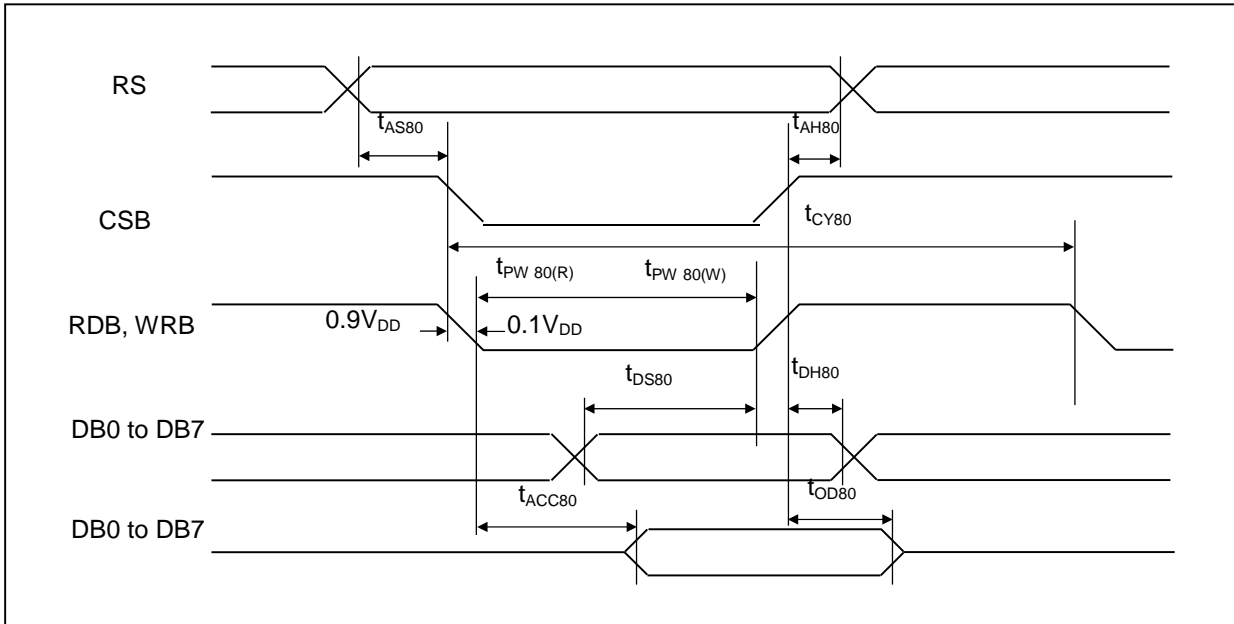 RS
tAS80
tAH80
CSB
tCY80
tPW 80(R)
tPW 80(W)
RDB, WRB
0.9VDD
0.1VDD
tDS80
tDH80
DB0 to DB7
tACC80
tOD80
DB0 to DB7